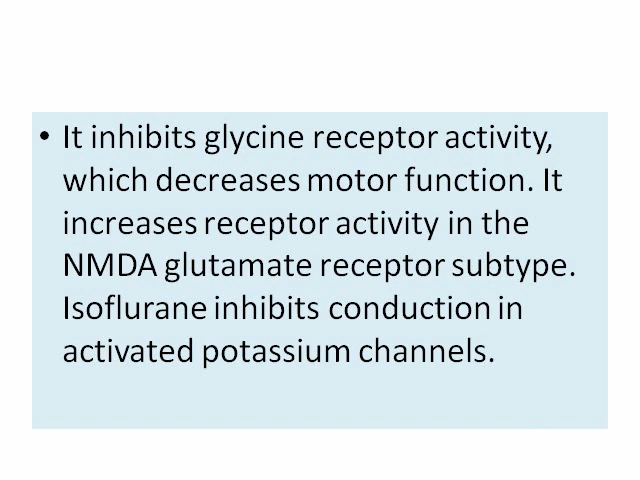 • It inhibits glycine receptor activity,
which decreases motor function. It
increases receptor activity in the
NMDA glutamate receptor subtype.
Isoflurane inhibits conduction in
activated potassium channels.